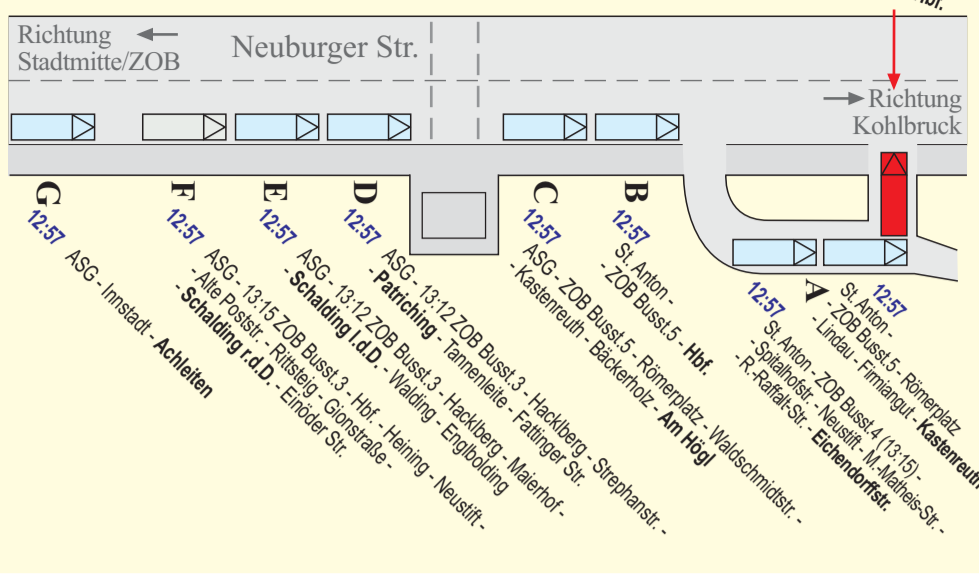 Hbf.
Richtung ←
Stadtmitte/ZOB
Neuburger Str.
→ Richtung
Kohlbruck
G
12:57 ASG - Innstadt - Achleiten
F
12:57 ASG - 13:15 ZOB Busst.3 - Hbf. - Heining - Neustift -
- Alte Poststr. - Rittsteig - Gionstraße -
- Schalding r.d.D. - Einöder Str.
E
12:57 ASG - 13:12 ZOB Busst.3 - Hacklberg - Maierhof -
- Schalding l.d.D. - Walding - Englbolding
D
12:57 ASG - 13:12 ZOB Busst.3 - Hacklberg - Strephanstr. -
- Patriching - Tannenleite - Fattinger Str.
C
12:57 ASG - ZOB Busst.5 - Römerplatz - Waldschmidtstr. -
- Kastenreuth - Bäckerholz - Am Högl
B
12:57 St. Anton -
- ZOB Busst.5 - Hbf.
A
12:57 St. Anton - ZOB Busst.4 (13:15) -
- Spitalhofstr. - Neustift - M.-Matheis-Str. -
- R.-Raffalt-Str. - Eichendorffstr.
12:57
St. Anton -
- ZOB Busst.5 - Römerplatz
- Lindau - Firmiangut - Kastenreuth